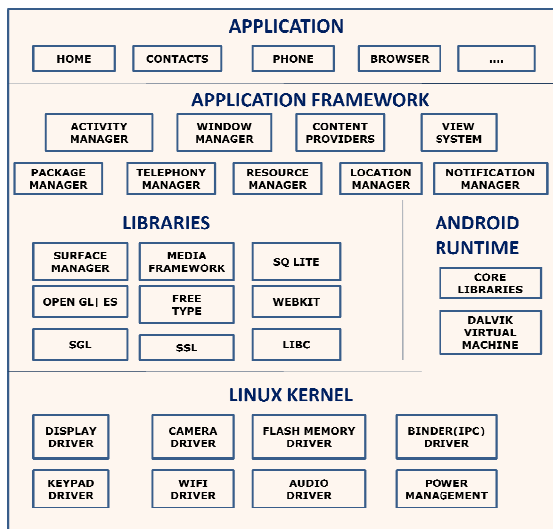 APPLICATION
HOME
CONTACTS
PHONE
BROWSER
....
APPLICATION FRAMEWORK
ACTIVITY
MANAGER
WINDOW
MANAGER
CONTENT
PROVIDERS
VIEW
SYSTEM
PACKAGE
MANAGER
TELEPHONY
MANAGER
RESOURCE
MANAGER
LOCATION
MANAGER
NOTIFICATION
MANAGER
LIBRARIES
SURFACE
MANAGER
MEDIA
FRAMEWORK
SQ LITE
OPEN GL| ES
FREE
TYPE
WEBKIT
SGL
SSL
LIBC
ANDROID
RUNTIME
CORE
LIBRARIES
DALVIK
VIRTUAL
MACHINE
LINUX KERNEL
DISPLAY
DRIVER
CAMERA
DRIVER
FLASH MEMORY
DRIVER
BINDER(IPC)
DRIVER
KEYPAD
DRIVER
WIFI
DRIVER
AUDIO
DRIVER
POWER
MANAGEMENT